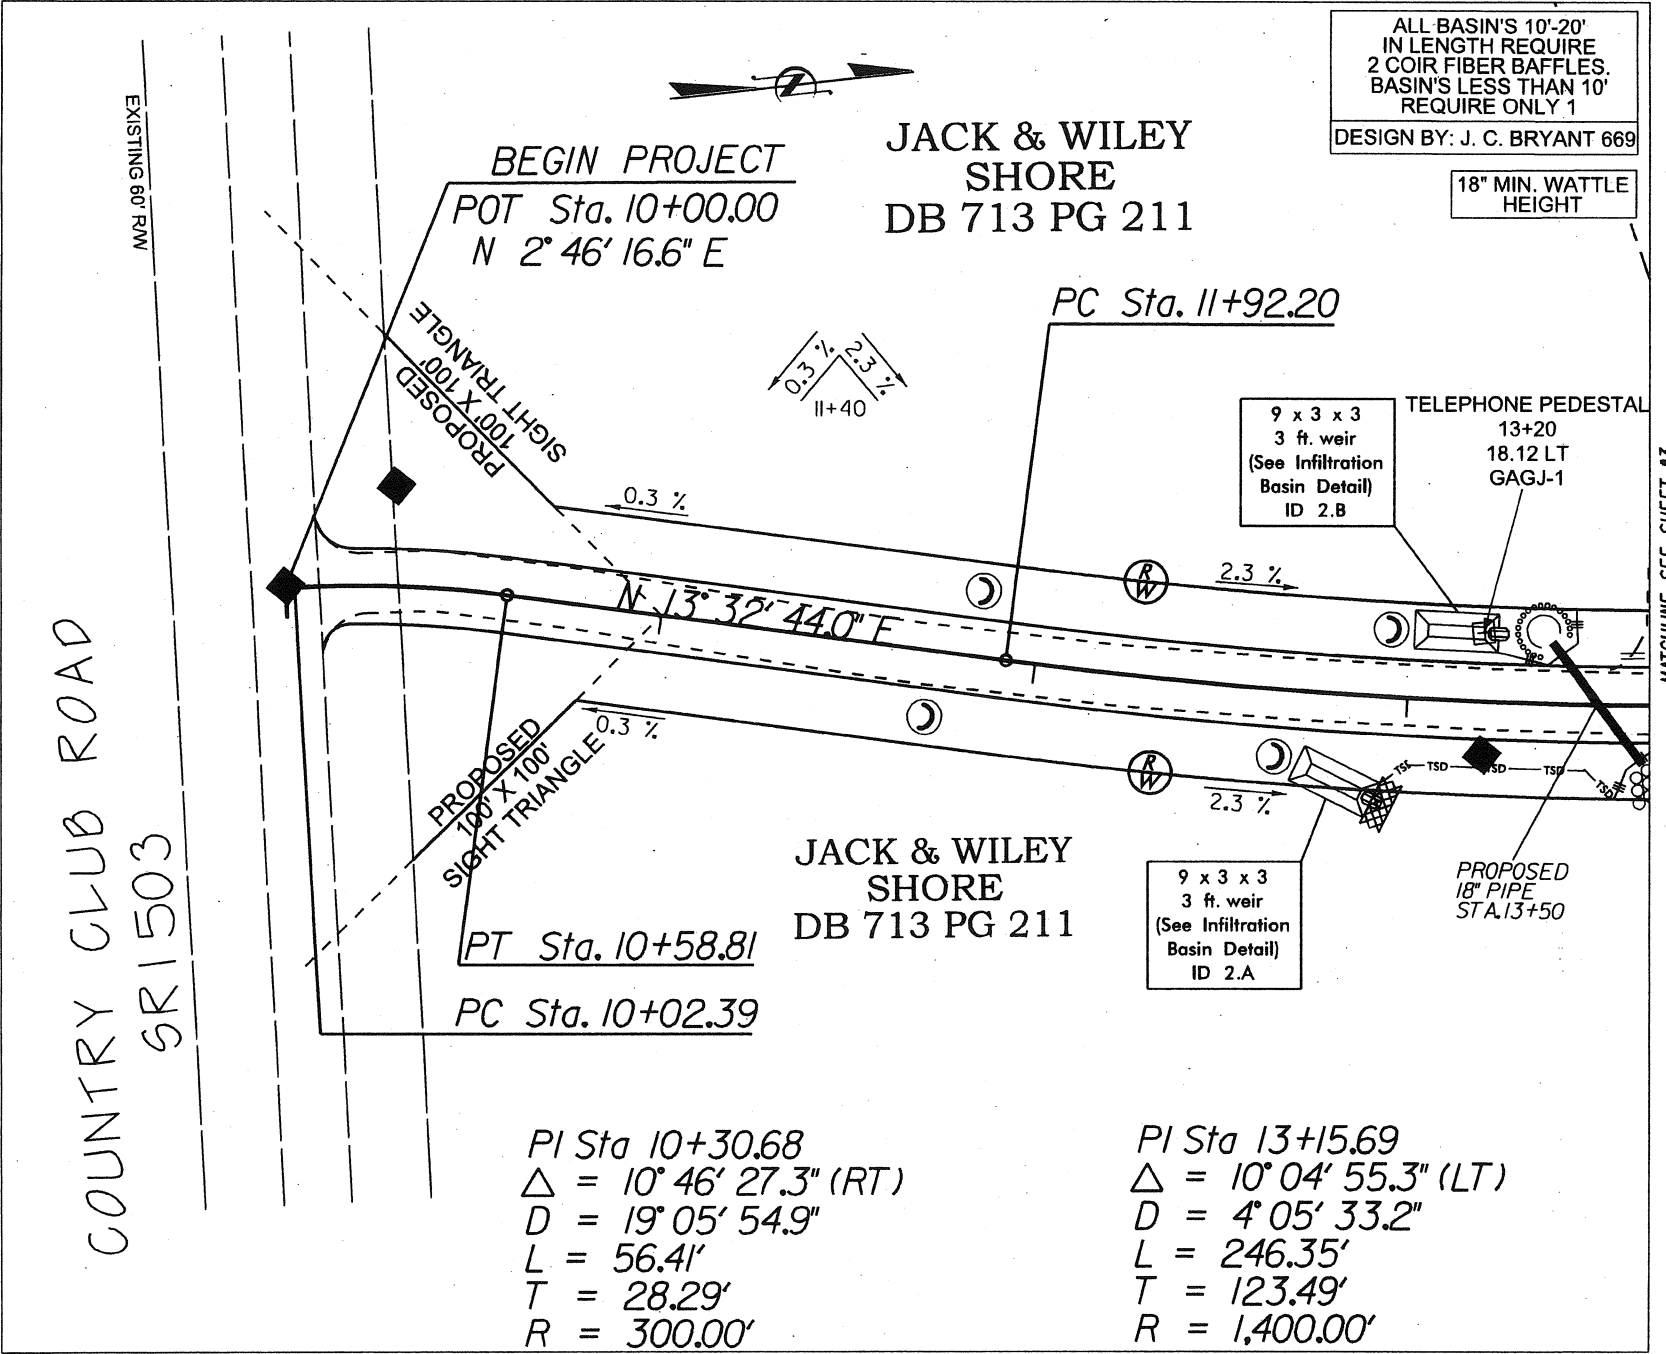 ALL BASIN'S 10'-20'
IN LENGTH REQUIRE
2 COIR FIBER BAFFLES.
BASIN'S LESS THAN 10'
REQUIRE ONLY 1
DESIGN BY: J. C. BRYANT 669
18" MIN. WATTLE
HEIGHT
EXISTING 60' R/W
BEGIN PROJECT
POT Sta. 10+00.00
N 2° 46' 16.6" E
JACK & WILEY
SHORE
DB 713 PG 211
PC Sta. 11+92.20
PROPOSED
100' X 100'
SIGHT TRIANGLE
0.3 %
2.3 %
11+40
9 x 3 x 3
3 ft. weir
(See Infiltration
Basin Detail)
ID 2.B
TELEPHONE PEDESTAL
13+20
18.12 LT
GAGJ-1
0.3 %
R
W
2.3 %
N 13° 32' 44.0" E
0.3 %
R
W
2.3 %
TSD
TSD
TSD
TSD
TSD
PROPOSED
100' X 100'
SIGHT TRIANGLE
COUNTRY CLUB ROAD
SR1503
JACK & WILEY
SHORE
DB 713 PG 211
9 x 3 x 3
3 ft. weir
(See Infiltration
Basin Detail)
ID 2.A
PROPOSED
18" PIPE
STA.13+50
PT Sta. 10+58.81
PC Sta. 10+02.39
PI Sta 10+30.68
Δ = 10° 46' 27.3" (RT)
D = 19° 05' 54.9"
L = 56.41'
T = 28.29'
R = 300.00'
PI Sta 13+15.69
Δ = 10° 04' 55.3" (LT)
D = 4° 05' 33.2"
L = 246.35'
T = 123.49'
R = 1,400.00'